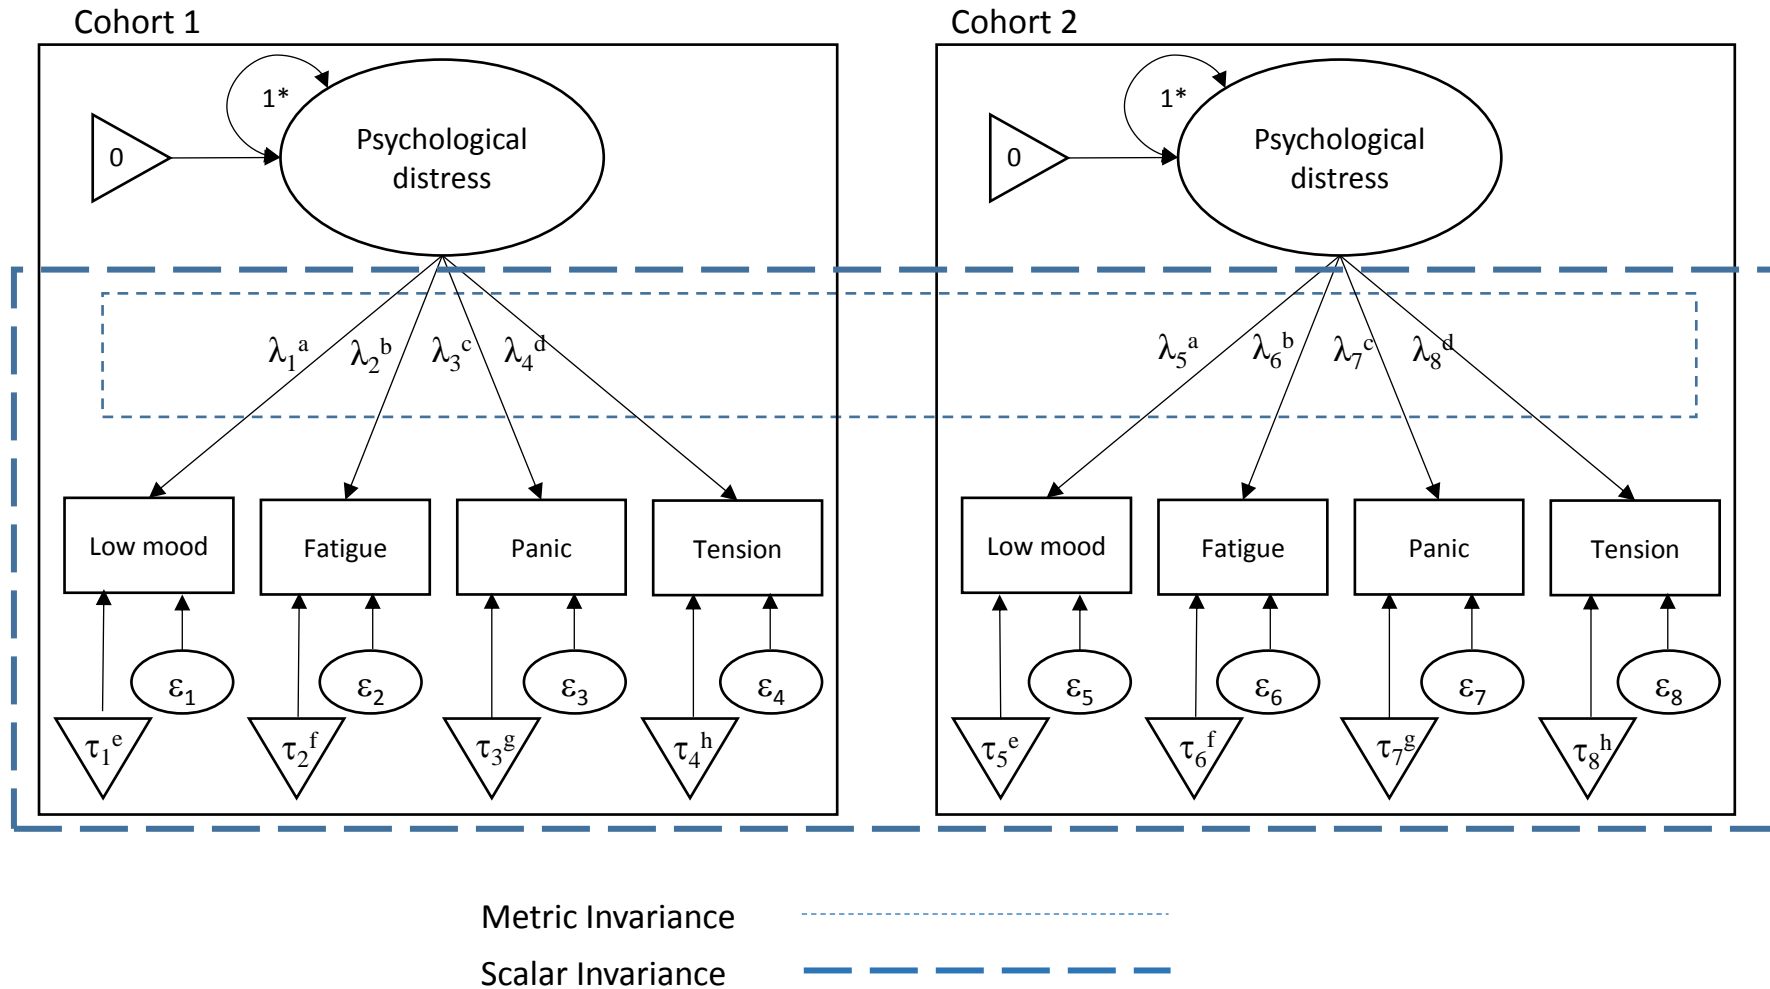 Cohort 1
Cohort 2
1*
0
Psychological
distress
1*
0
Psychological
distress
λ1a λ2b λ3c λ4d
λ5a λ6b λ7c λ8d
Low mood
Fatigue
Panic
Tension
Low mood
Fatigue
Panic
Tension
ε1
ε2
ε3
ε4
ε5
ε6
ε7
ε8
τ1e
τ2f
τ3g
τ4h
τ5e
τ6f
τ7g
τ8h
Metric Invariance
Scalar Invariance